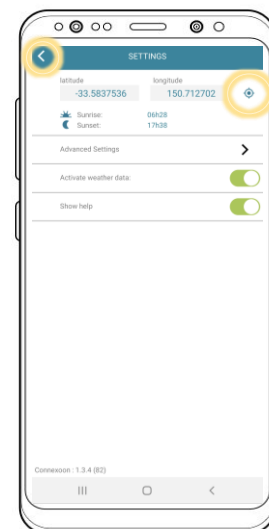 SETTINGS
latitude longitude
-33.5837536 150.712702
Sunrise: 06h28
Sunset: 17h38
Advanced Settings
Activate weather data:
Show help
Connexoon : 1.3.4 (82)